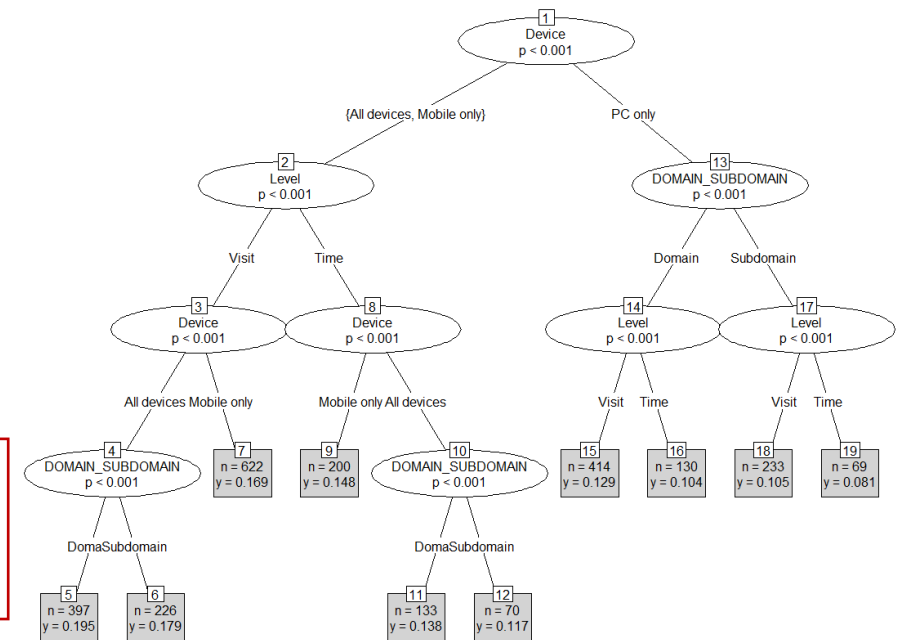 1
Device
p < 0.001
{All devices, Mobile only}
PC only
2
Level
p < 0.001
13
DOMAIN_SUBDOMAIN
p < 0.001
Visit
Time
Domain
Subdomain
3
Device
p < 0.001
8
Device
p < 0.001
14
Level
p < 0.001
17
Level
p < 0.001
All devices Mobile only
Mobile only All devices
Visit
Time
Visit
Time
4
DOMAIN_SUBDOMAIN
p < 0.001
7
n = 622
y = 0.169
9
n = 200
y = 0.148
10
DOMAIN_SUBDOMAIN
p < 0.001
15
n = 414
y = 0.129
16
n = 130
y = 0.104
18
n = 233
y = 0.105
19
n = 69
y = 0.081
DomaSubdomain
DomaSubdomain
5
n = 397
y = 0.195
6
n = 226
y = 0.179
11
n = 133
y = 0.138
12
n = 70
y = 0.117